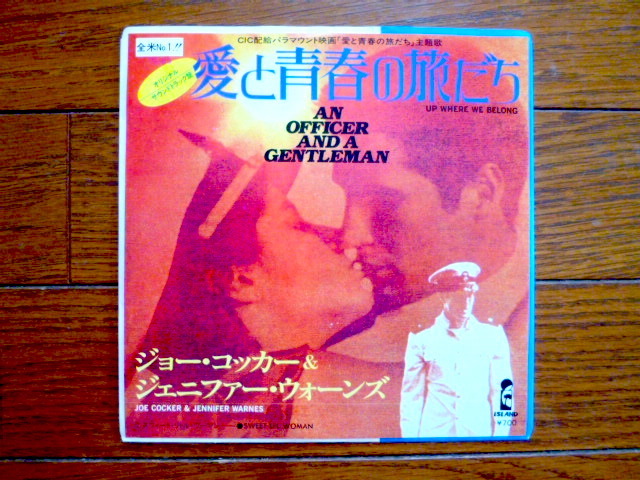 全米No.1!!
CIC配給パラマウント映画「愛と青春の旅だち」主題歌
オリジナル
サウンドトラック盤
愛と青春の旅だち
UP WHERE WE BELONG
AN
OFFICER
AND A
GENTLEMAN
ジョー・コッカー&
ジェニファー・ウォーンズ
JOE COCKER & JENNIFER WARNES
WOMAN
ISLAND
¥700